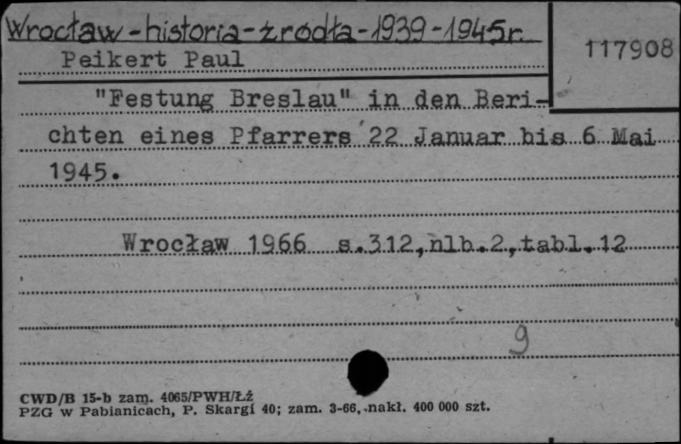 Wrocław - historia - źródła - 1939 - 1945 r.
117908
Peikert Paul
"Festung Breslau" in den Beri-
chten eines Pfarrers 22 Januar bis 6 Mai
1945.
Wrocław 1966 s.312,nlb.2,tabl.12
9
CWD/B 15-b zam. 4065/PWH/Łź
PZG w Pabianicach, P. Skargi 40; zam. 3-66, nakł. 400 000 szt.